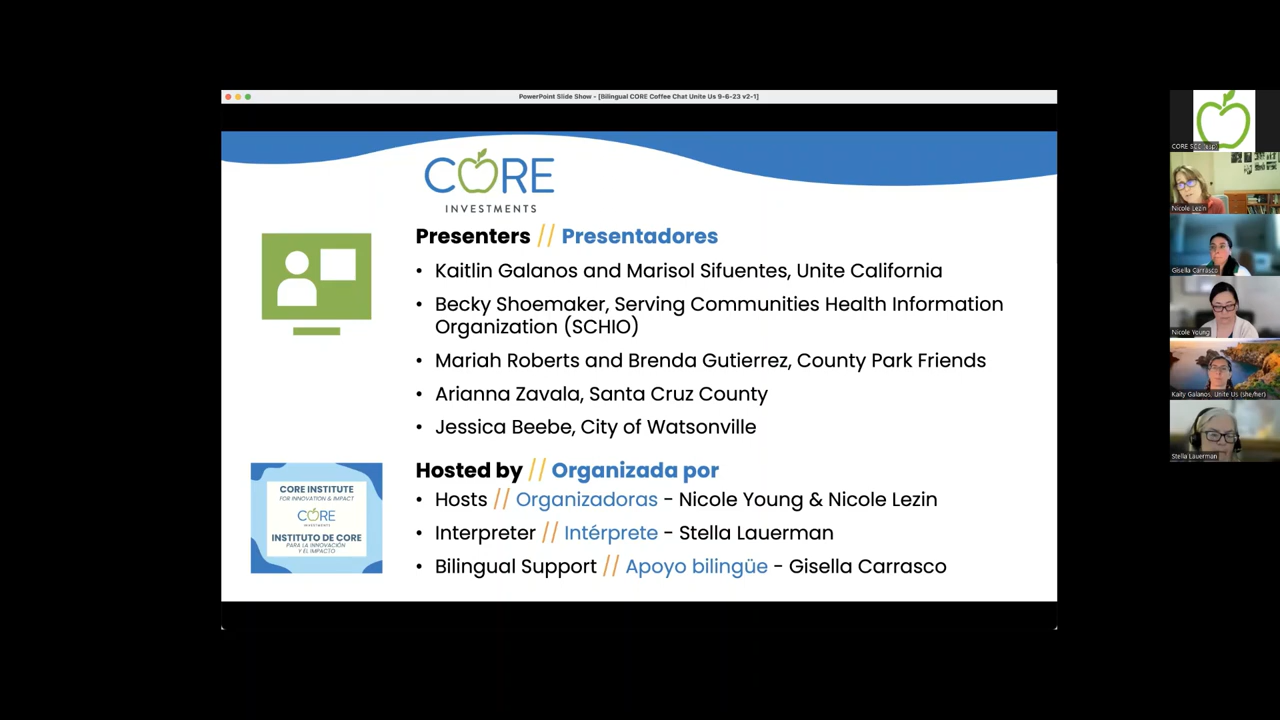 PowerPoint Slide Show - [Bilingual CORE Coffee Chat Unite Us 9-6-23 v2-1]
CORE
INVESTMENTS
Presenters // Presentadores
• Kaitlin Galanos and Marisol Sifuentes, Unite California
• Becky Shoemaker, Serving Communities Health Information
Organization (SCHIO)
• Mariah Roberts and Brenda Gutierrez, County Park Friends
• Arianna Zavala, Santa Cruz County
• Jessica Beebe, City of Watsonville
CORE INSTITUTE
FOR INNOVATION & IMPACT
CORE
INVESTMENTS
INSTITUTO DE CORE
PARA LA INNOVACIÓN
Y EL IMPACTO
Hosted by // Organizada por
• Hosts // Organizadoras - Nicole Young & Nicole Lezin
• Interpreter // Intérprete - Stella Lauerman
• Bilingual Support // Apoyo bilingüe - Gisella Carrasco
CORE
Nicole Lezin
Gisella Carrasco
Nicole Young
Kaity Galanos, Unite Us (she/her)
Stella Lauerman